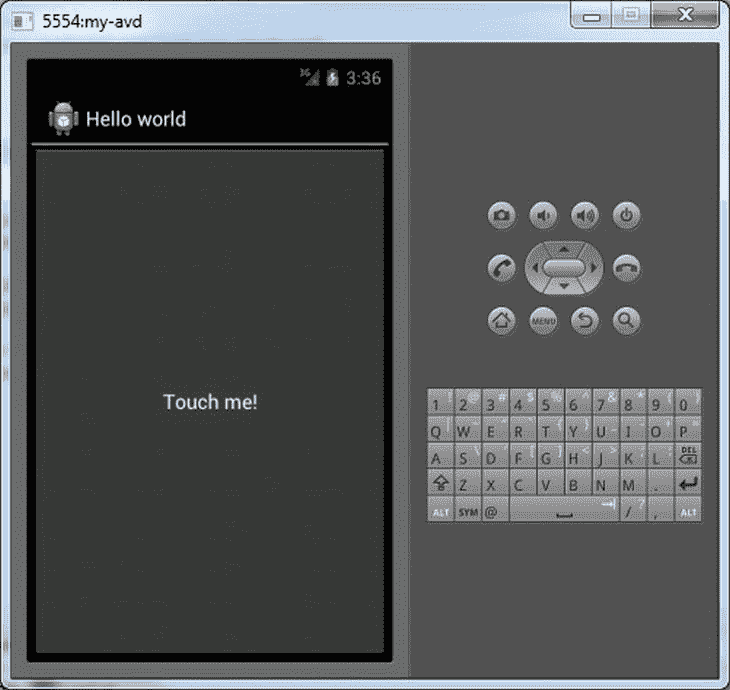 5554:my-avd
3G 3:36
Hello world
Touch me!
MENU
1 ! 2 @ 3 # 4 $ 5 % 6 ^ 7 & 8 * 9 ( 0 )
Q W E R T Y U - I O + P =
A S D F G H < J > K L
DEL
Z X C V B N M .
ALT SYM @ / ? , ALT